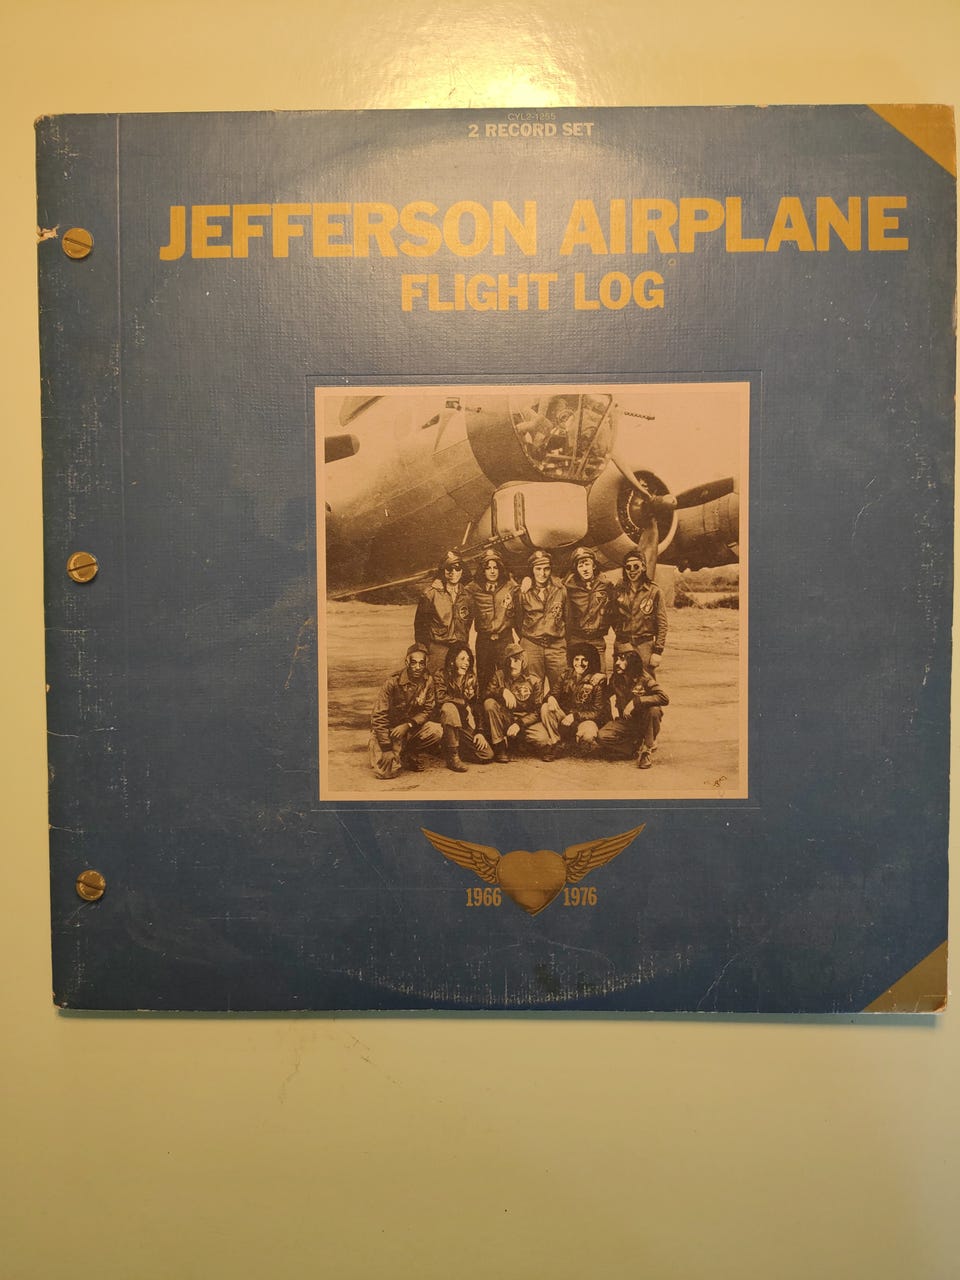 CYL2-1255
2 RECORD SET
JEFFERSON AIRPLANE
FLIGHT LOG
1966 1976